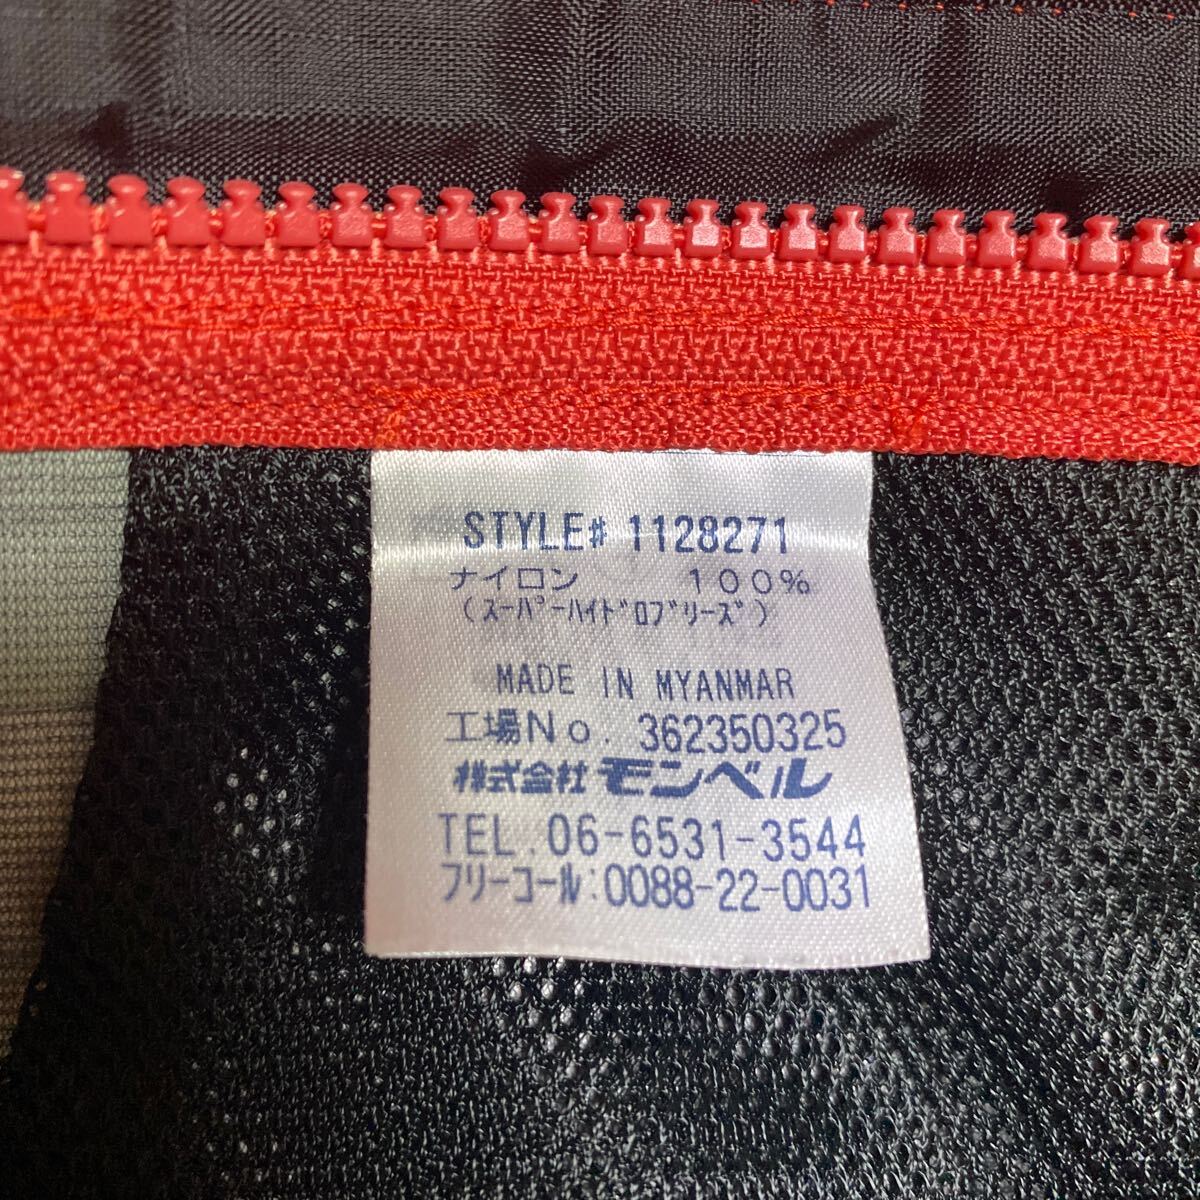 STYLE# 1128271
ナイロン 100%
(スーパーハイドロブリーズ)
MADE IN MYANMAR
工場No. 362350325
株式会社モンベル
TEL.06-6531-3544
フリーコール:0088-22-0031